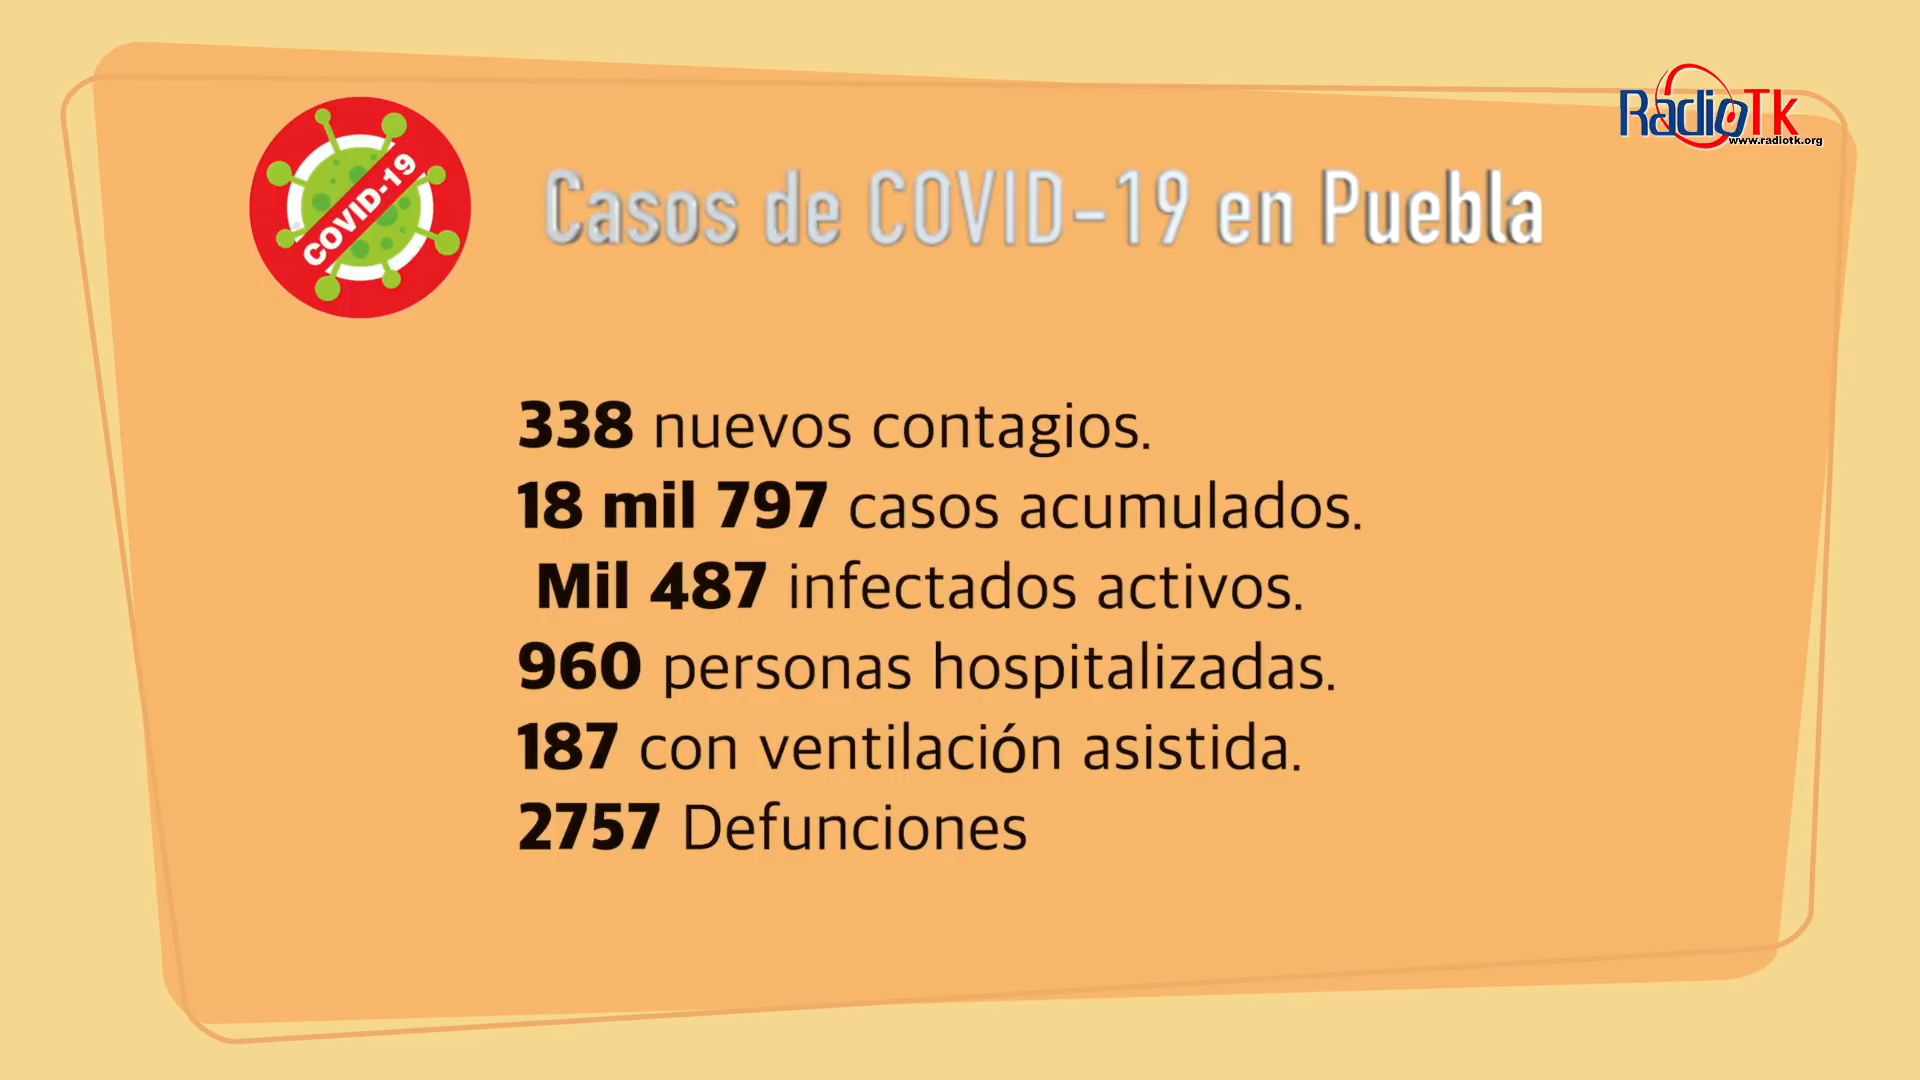 RadioTk
www.radiotk.org
COVID-19
Casos de COVID-19 en Puebla
338 nuevos contagios.
18 mil 797 casos acumulados.
Mil 487 infectados activos.
960 personas hospitalizadas.
187 con ventilación asistida.
2757 Defunciones